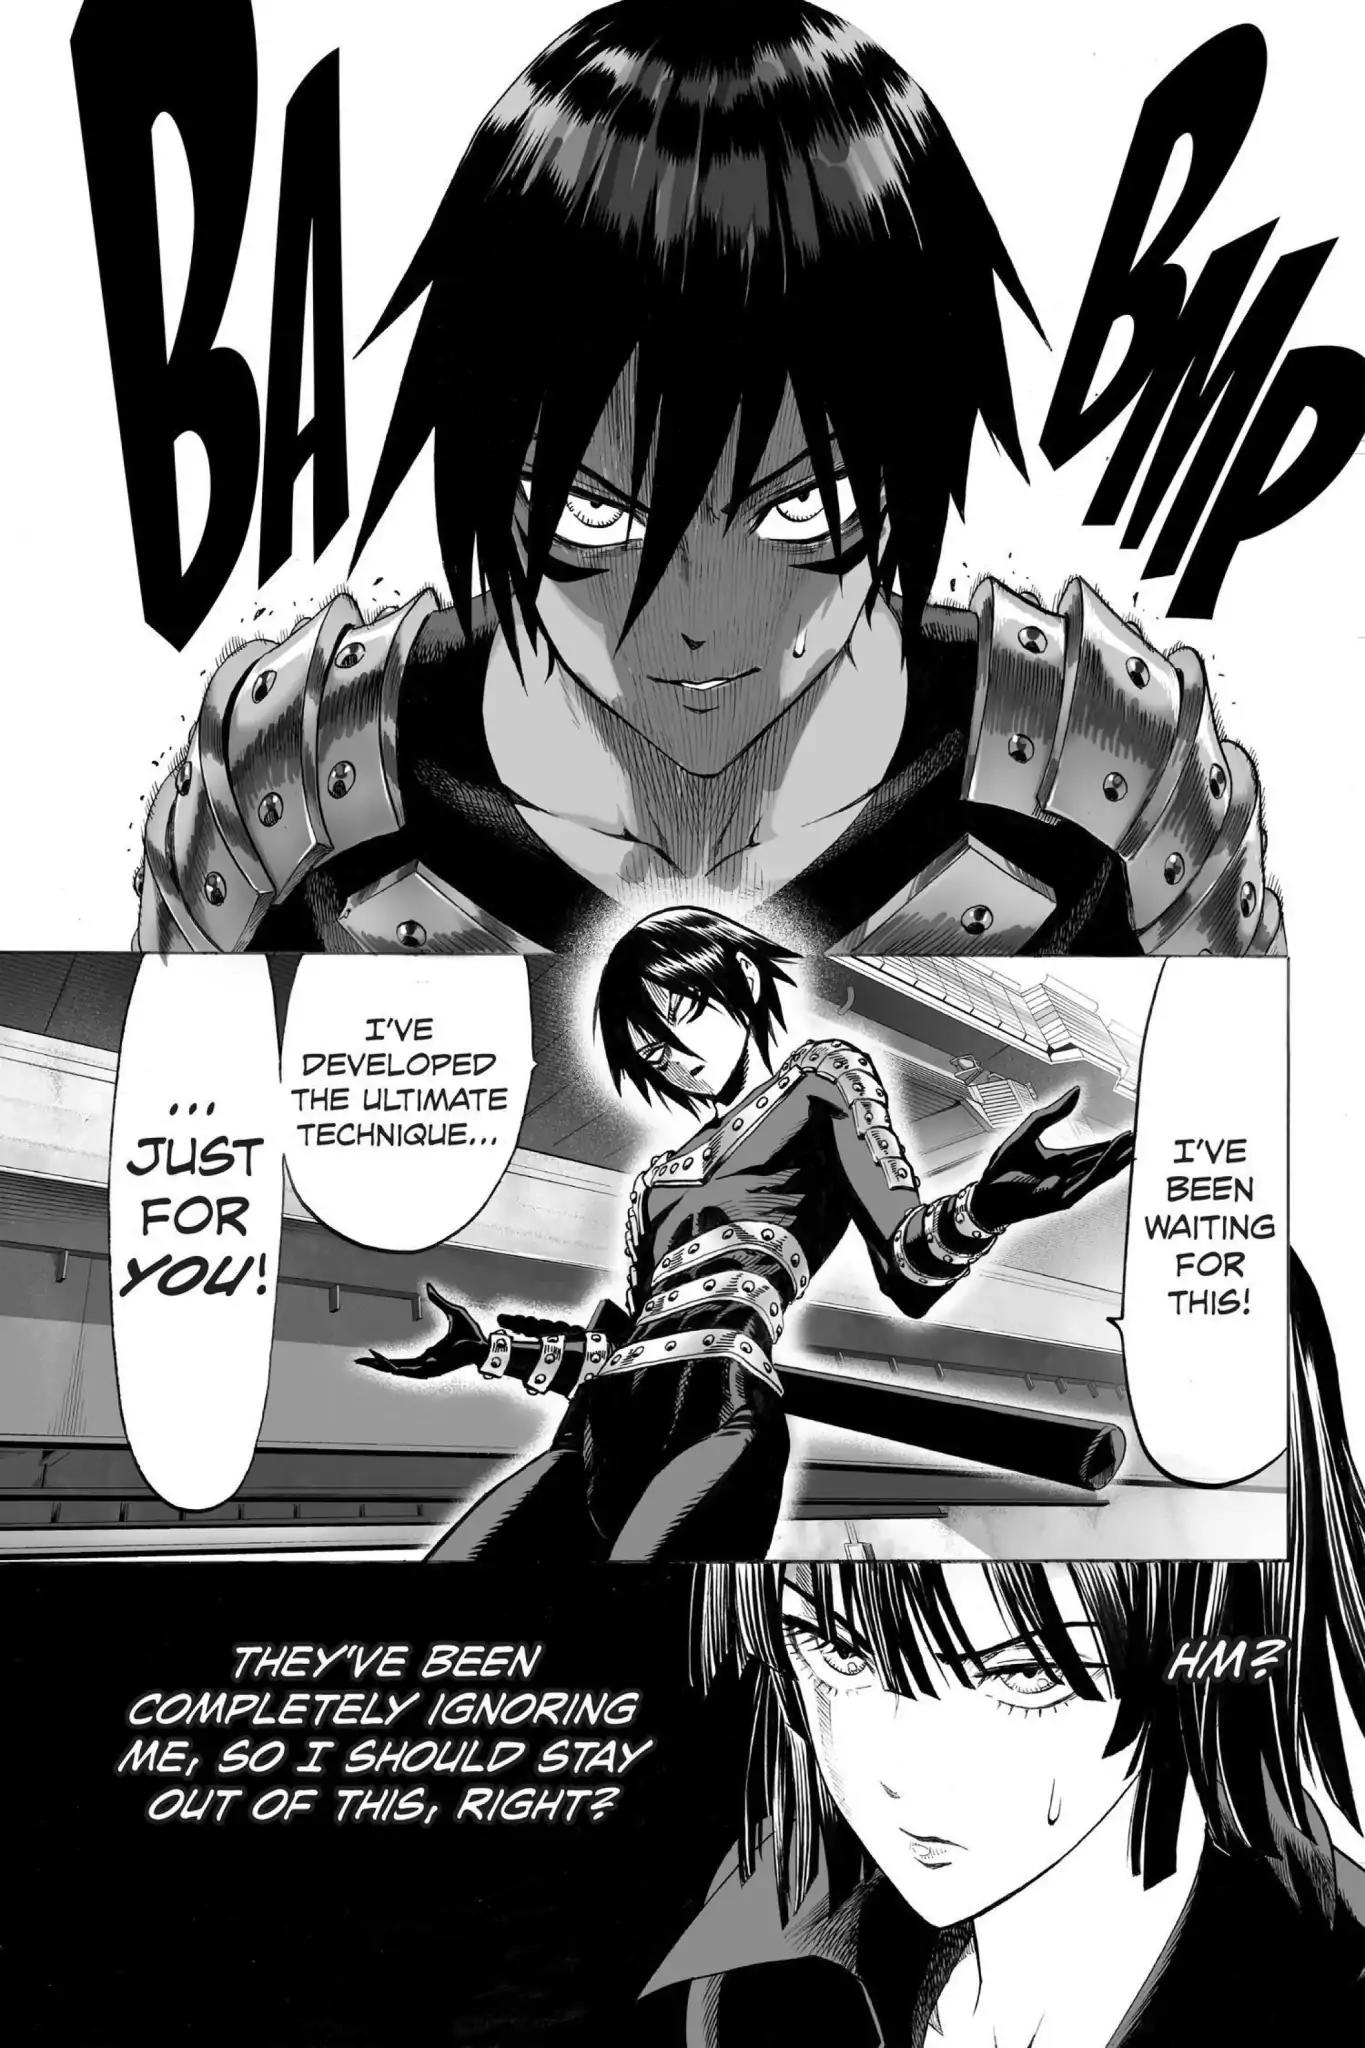 BA
BMP
I'VE
BEEN
WAITING
FOR
THIS!
I'VE
DEVELOPED
THE ULTIMATE
TECHNIQUE...
...
JUST
FOR
YOU!
HM?
THEY'VE BEEN
COMPLETELY IGNORING
ME, SO I SHOULD STAY
OUT OF THIS, RIGHT?